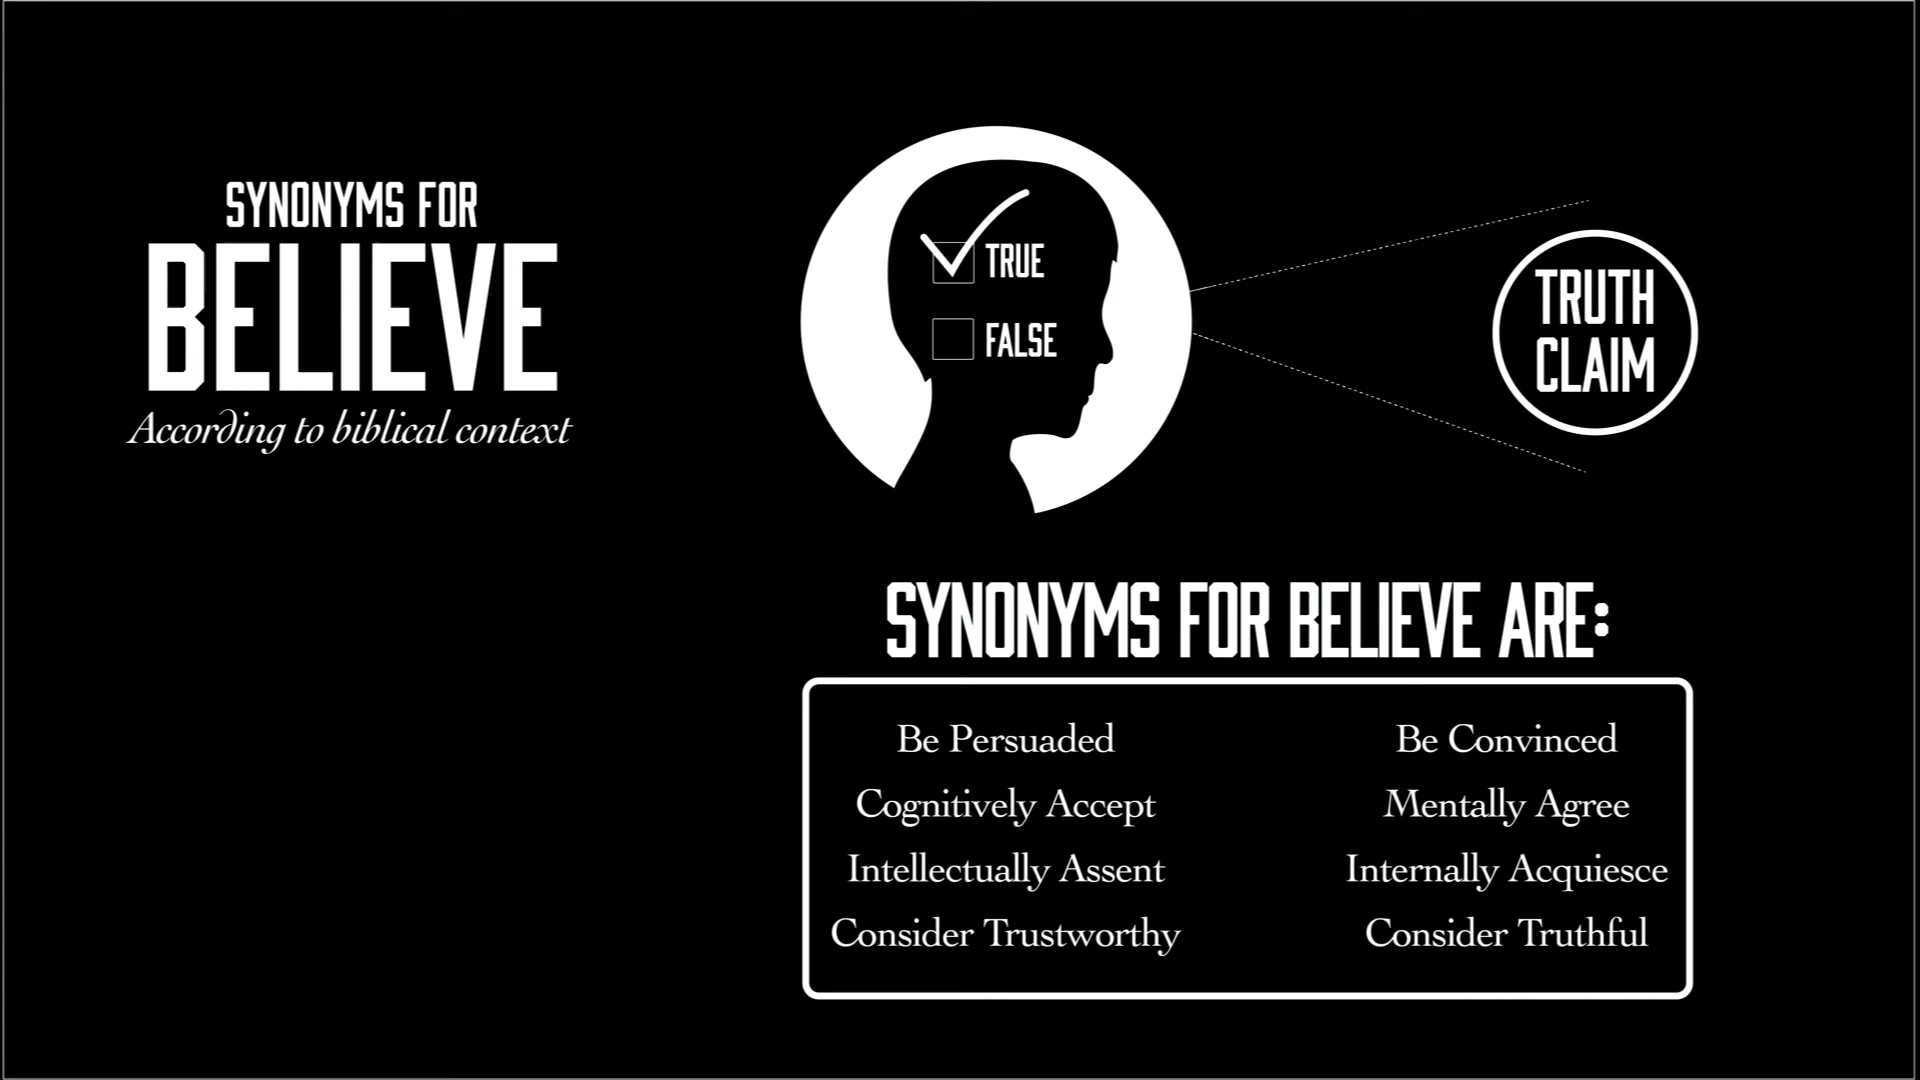 SYNONYMS FOR
BELIEVE
According to biblical context
TRUE
FALSE
TRUTH
CLAIM
SYNONYMS FOR BELIEVE ARE:
Be Persuaded
Be Convinced
Cognitively Accept
Mentally Agree
Intellectually Assent
Internally Acquiesce
Consider Trustworthy
Consider Truthful